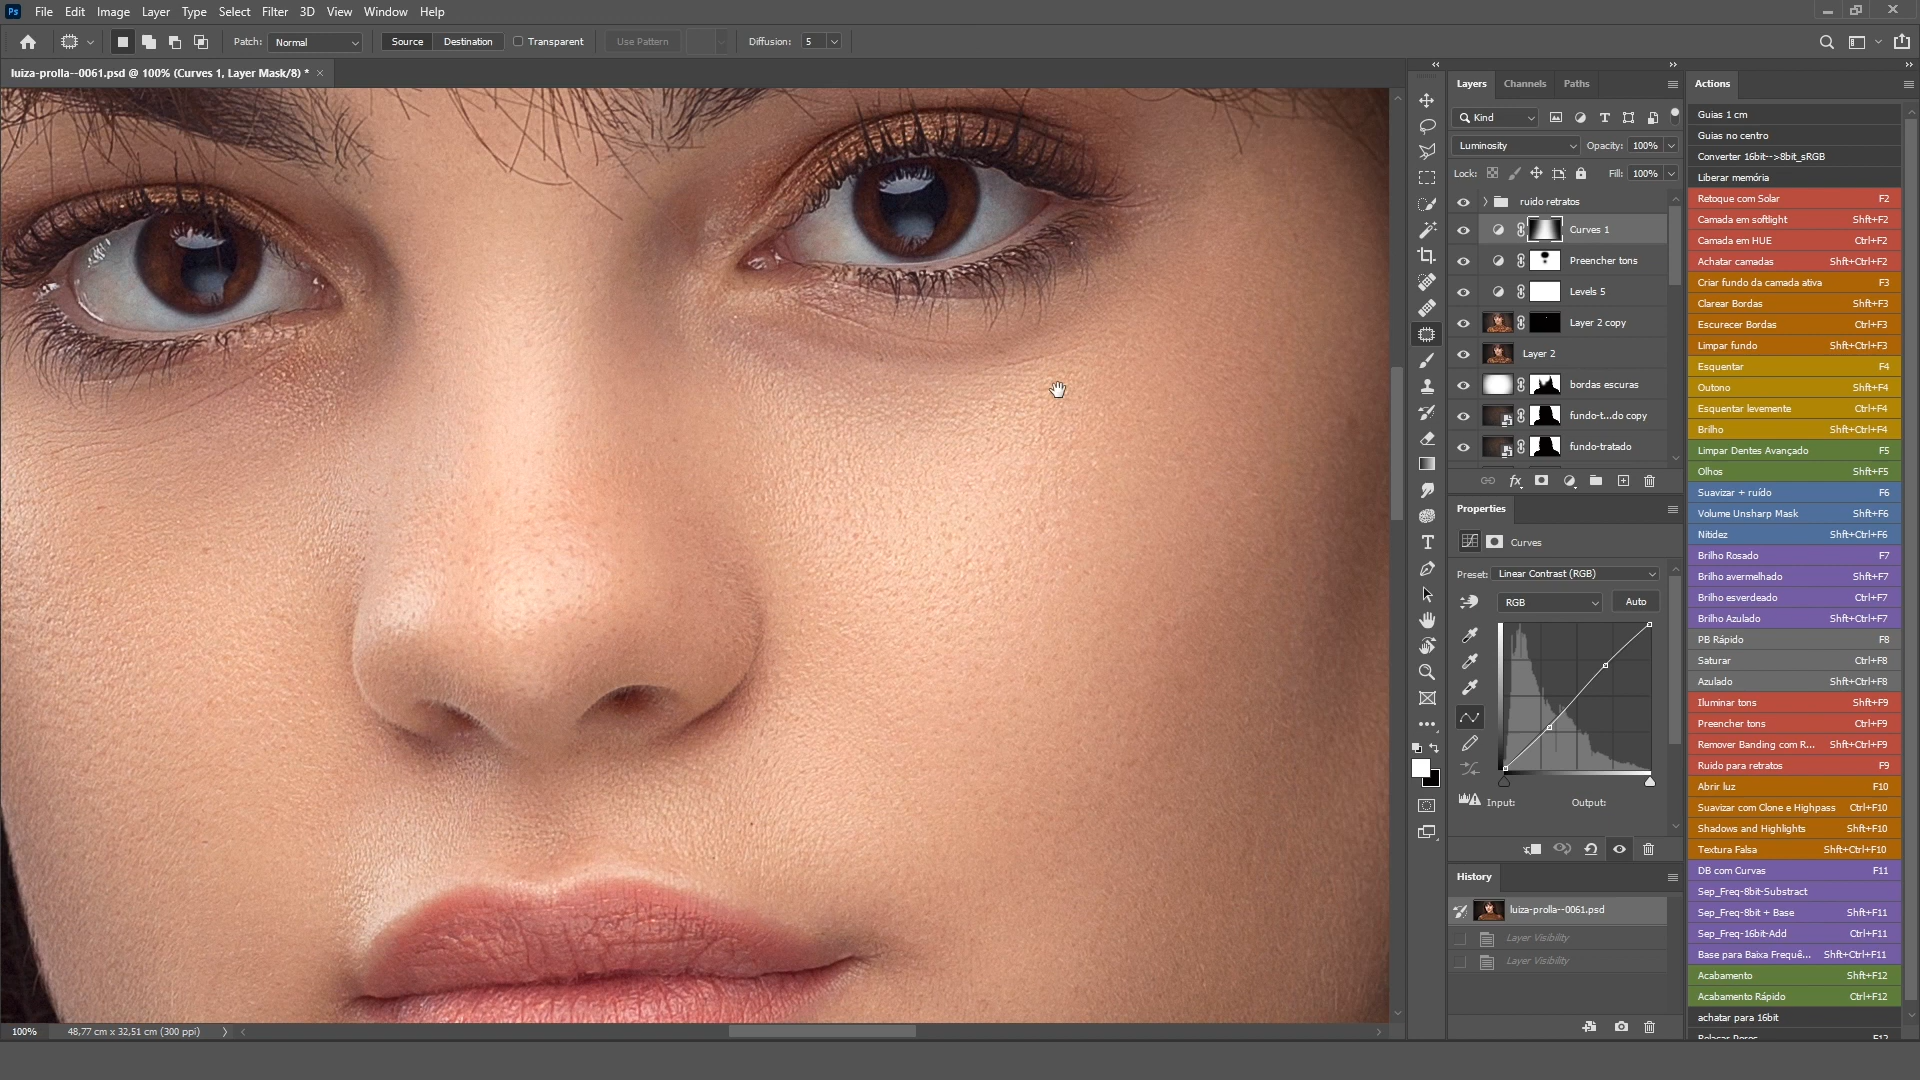 Ps File Edit Image Layer Type Select Filter 3D View Window Help
Patch: Normal Source Destination Transparent Use Pattern Diffusion: 5
luiza-prolla--0061.psd @ 100% (Curves 1, Layer Mask/8) * ×
Layers Channels Paths
Kind
Luminosity Opacity: 100%
Lock: Fill: 100%
ruido retratos
Curves 1
Preencher tons
Levels 5
Layer 2 copy
Layer 2
bordas escuras
fundo-t...do copy
fundo-tratado
fx
Properties
Curves
Preset: Linear Contrast (RGB)
RGB Auto
Input: Output:
History
luiza-prolla--0061.psd
Layer Visibility
Layer Visibility
Actions
Guias 1 cm
Guias no centro
Converter 16bit-->8bit_sRGB
Liberar memória
Retoque com Solar F2
Camada em softlight Shft+F2
Camada em HUE Ctrl+F2
Achatar camadas Shft+Ctrl+F2
Criar fundo da camada ativa F3
Clarear Bordas Shft+F3
Escurecer Bordas Ctrl+F3
Limpar fundo Shft+Ctrl+F3
Esquentar F4
Outono Shft+F4
Esquentar levemente Ctrl+F4
Brilho Shft+Ctrl+F4
Limpar Dentes Avançado F5
Olhos Shft+F5
Suavizar + ruído F6
Volume Unsharp Mask Shft+F6
Nitidez Shft+Ctrl+F6
Brilho Rosado F7
Brilho avermelhado Shft+F7
Brilho esverdeado Ctrl+F7
Brilho Azulado Shft+Ctrl+F7
PB Rápido F8
Saturar Ctrl+F8
Azulado Shft+Ctrl+F8
Iluminar tons Shft+F9
Preencher tons Ctrl+F9
Remover Banding com R... Shft+Ctrl+F9
Ruido para retratos F9
Abrir luz F10
Suavizar com Clone e Highpass Ctrl+F10
Shadows and Highlights Shft+F10
Textura Falsa Shft+Ctrl+F10
DB com Curvas F11
Sep_Freq-8bit-Substract
Sep_Freq-8bit + Base Shft+F11
Sep_Freq-16bit-Add Ctrl+F11
Base para Baixa Frequê... Shft+Ctrl+F11
Acabamento Shft+F12
Acabamento Rápido Ctrl+F12
achatar para 16bit
100% 48,77 cm x 32,51 cm (300 ppi)